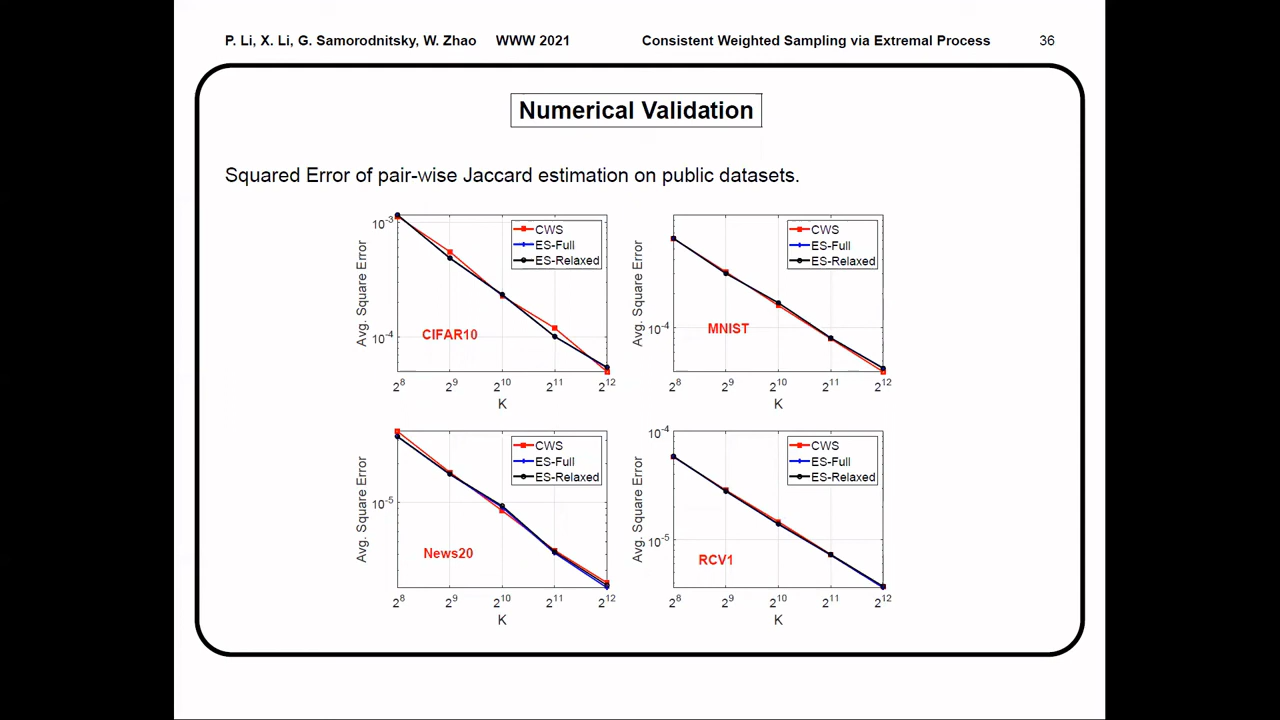 P. Li, X. Li, G. Samorodnitsky, W. Zhao WWW 2021 Consistent Weighted Sampling via Extremal Process 36
Numerical Validation
Squared Error of pair-wise Jaccard estimation on public datasets.
Avg. Square Error
10^-3
10^-4
CWS
ES-Full
ES-Relaxed
CIFAR10
2^8 2^9 2^10 2^11 2^12
K
Avg. Square Error
10^-4
CWS
ES-Full
ES-Relaxed
MNIST
2^8 2^9 2^10 2^11 2^12
K
Avg. Square Error
10^-5
CWS
ES-Full
ES-Relaxed
News20
2^8 2^9 2^10 2^11 2^12
K
Avg. Square Error
10^-4
10^-5
CWS
ES-Full
ES-Relaxed
RCV1
2^8 2^9 2^10 2^11 2^12
K